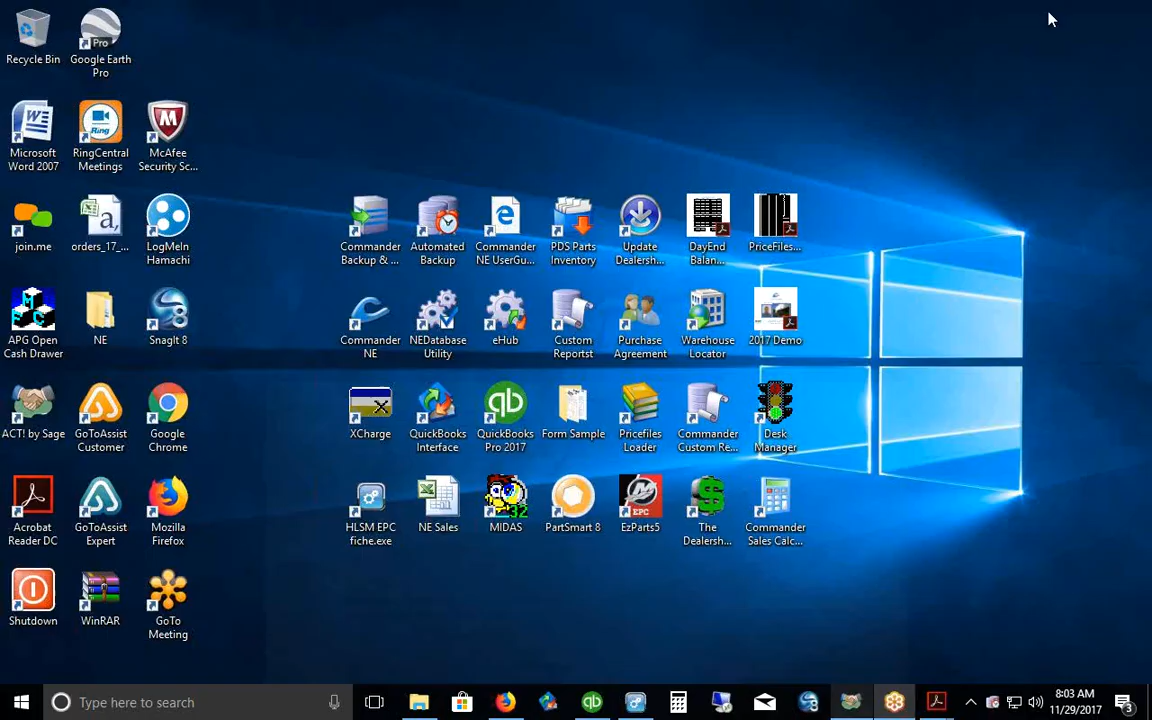 Recycle Bin
Google Earth
Pro
Microsoft
Word 2007
RingCentral
Meetings
McAfee
Security Sc...
join.me
orders_17_...
LogMeIn
Hamachi
APG Open
Cash Drawer
NE
SnagIt 8
ACT! by Sage
GoToAssist
Customer
Google
Chrome
Acrobat
Reader DC
GoToAssist
Expert
Mozilla
Firefox
Shutdown
WinRAR
GoTo
Meeting
Commander
Backup & ...
Automated
Backup
Commander
NE UserGu...
PDS Parts
Inventory
Update
Dealersh...
DayEnd
Balan...
PriceFiles...
Commander
NE
NEDatabase
Utility
eHub
Custom
Reportst
Purchase
Agreement
Warehouse
Locator
2017 Demo
XCharge
QuickBooks
Interface
QuickBooks
Pro 2017
Form Sample
Pricefiles
Loader
Commander
Custom Re...
Desk
Manager
HLSM EPC
fiche.exe
NE Sales
MIDAS
PartSmart 8
EzParts5
The
Dealersh...
Commander
Sales Calc...
Type here to search
8:03 AM
11/29/2017
3